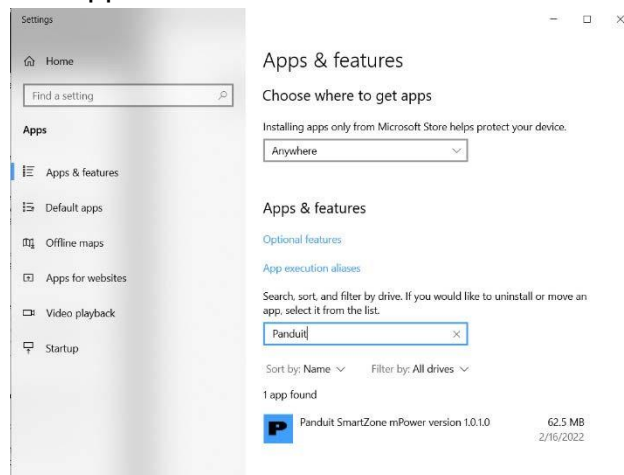 Settings
Home
Find a setting
Apps
Apps & features
Default apps
Offline maps
Apps for websites
Video playback
Startup
Apps & features
Choose where to get apps
Installing apps only from Microsoft Store helps protect your device.
Anywhere
Apps & features
Optional features
App execution aliases
Search, sort, and filter by drive. If you would like to uninstall or move an
app, select it from the list.
Panduit
Sort by: Name Filter by: All drives
1 app found
P Panduit SmartZone mPower version 1.0.1.0 62.5 MB
2/16/2022